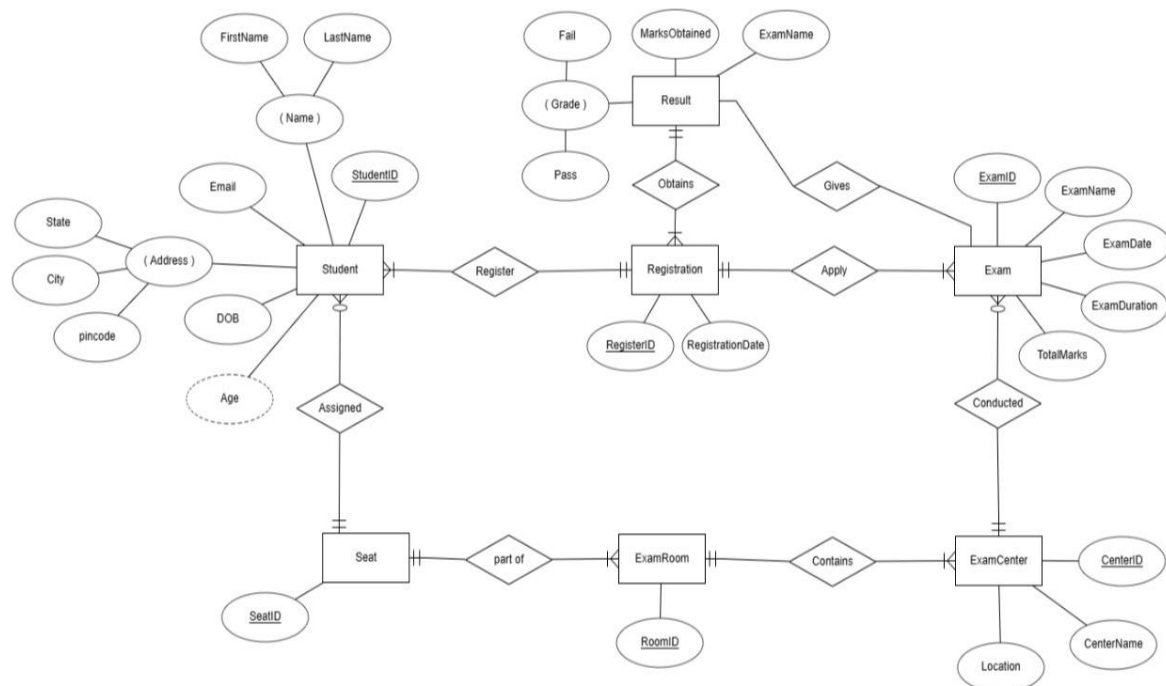 FirstName
LastName
Fail
MarksObtained
ExamName
( Grade )
Result
( Name )
Pass
Obtains
Gives
ExamID
ExamName
Email
StudentID
State
ExamDate
( Address )
Student
Register
Registration
Apply
Exam
City
DOB
ExamDuration
pincode
RegisterID
RegistrationDate
TotalMarks
Age
Assigned
Conducted
Seat
part of
ExamRoom
Contains
ExamCenter
CenterID
SeatID
RoomID
CenterName
Location